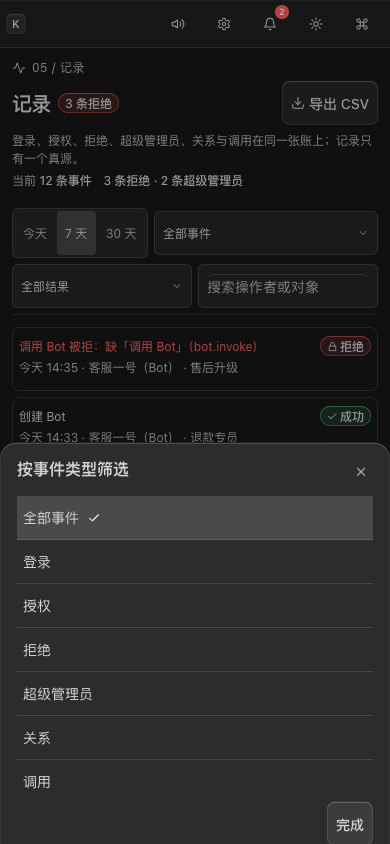 K
2
05 / 记录
记录 3 条拒绝
导出 CSV
登录、授权、拒绝、超级管理员、关系与调用在同一张账上；记录只
有一个真源。
当前 12 条事件 3 条拒绝 · 2 条超级管理员
今天 7 天 30 天 全部事件
全部结果 搜索操作者或对象
调用 Bot 被拒：缺「调用 Bot」（bot.invoke） 拒绝
今天 14:35 · 客服一号（Bot） · 售后升级
创建 Bot 成功
今天 14:33 · 客服一号（Bot） · 退款专员
按事件类型筛选
全部事件
登录
授权
拒绝
超级管理员
关系
调用
完成